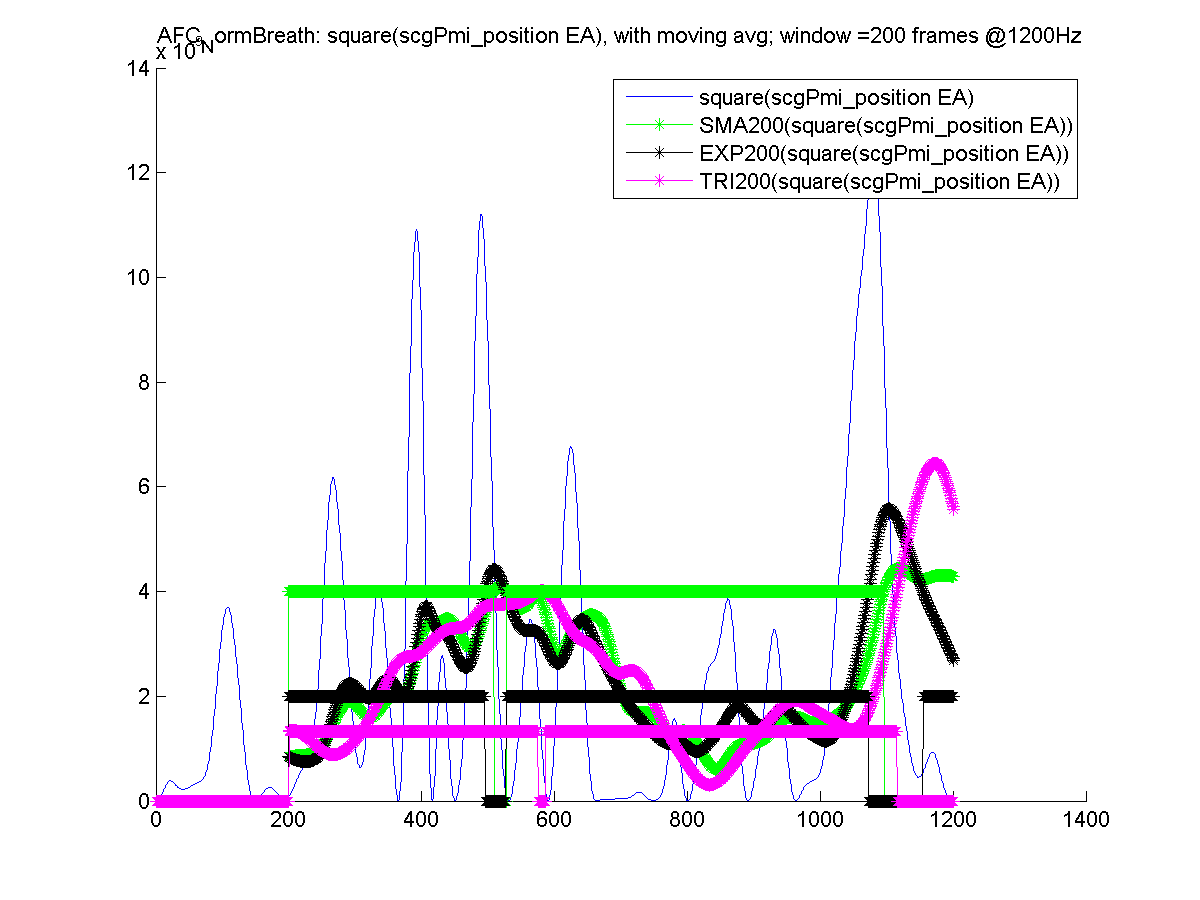 AFC_NormBreath: square(scgPmi_position EA), with moving avg; window =200 frames @1200Hz
x 10
14
12
10
8
6
4
2
0
0 200 400 600 800 1000 1200 1400
square(scgPmi_position EA)
SMA200(square(scgPmi_position EA))
EXP200(square(scgPmi_position EA))
TRI200(square(scgPmi_position EA))